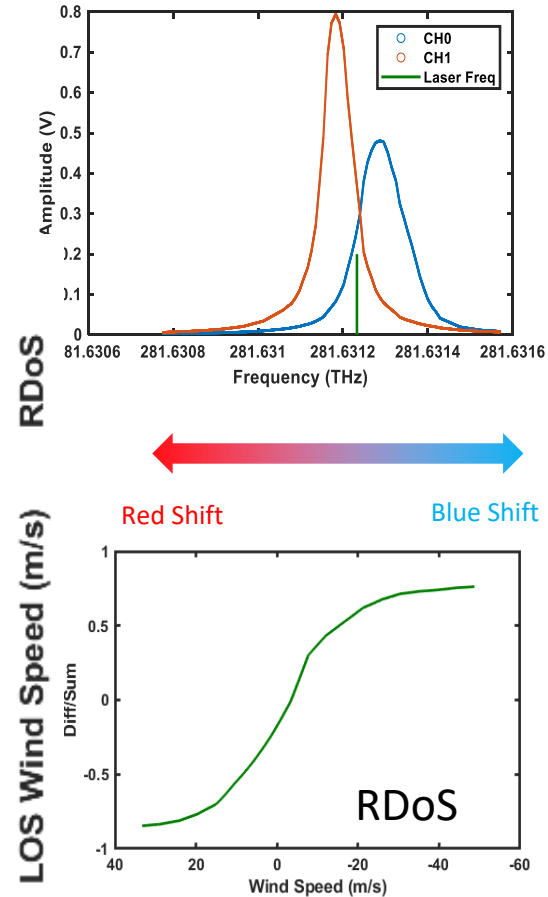 0.8
0.7
0.6
0.5
0.4
0.3
1.2
0.1
0
Amplitude (V)
CH0
CH1
Laser Freq
81.6306 281.6308 281.631 281.6312 281.6314 281.6316
Frequency (THz)
RDoS
Red Shift
Blue Shift
LOS Wind Speed (m/s)
1
0.5
0
-0.5
-1
Diff/Sum
RDoS
40 20 0 -20 -40 -60
Wind Speed (m/s)